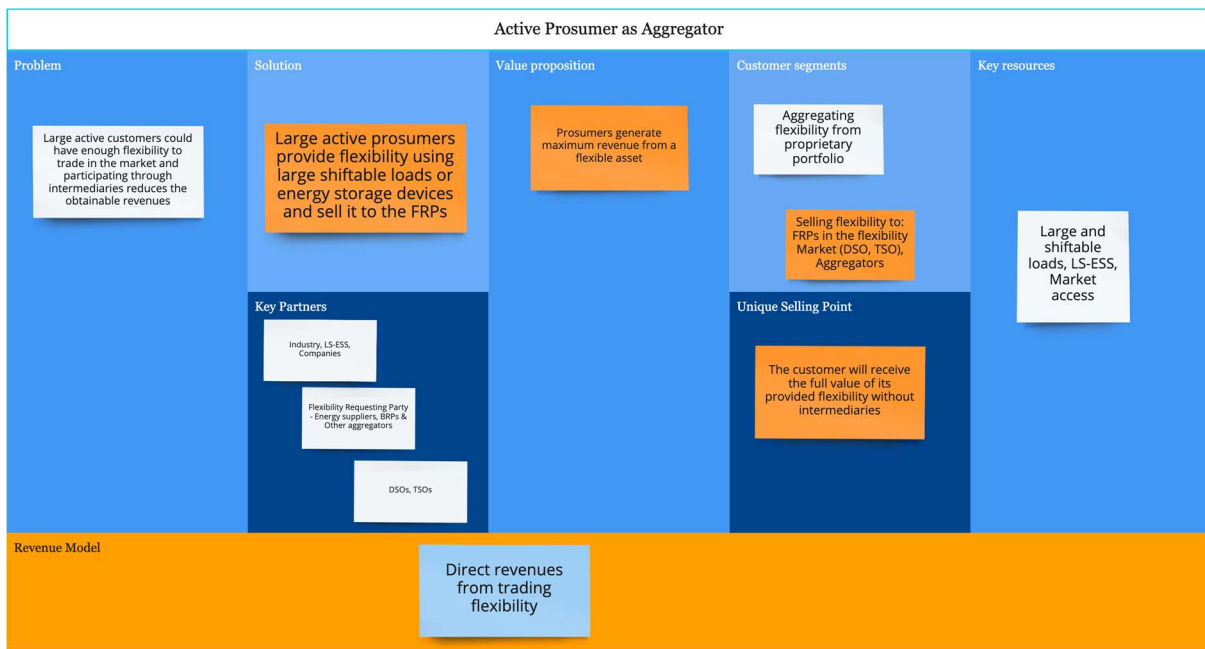 Active Prosumer as Aggregator
Problem
Large active customers could
have enough flexibility to
trade in the market and
participating through
intermediaries reduces the
obtainable revenues
Solution
Large active prosumers
provide flexibility using
large shiftable loads or
energy storage devices
and sell it to the FRPs
Key Partners
Industry, LS-ESS,
Companies
Flexibility Requesting Party
- Energy suppliers, BRPs &
Other aggregators
DSOs, TSOs
Value proposition
Prosumers generate
maximum revenue from a
flexible asset
Customer segments
Aggregating
flexibility from
proprietary
portfolio
Selling flexibility to:
FRPs in the flexibility
Market (DSO, TSO),
Aggregators
Unique Selling Point
The customer will receive
the full value of its
provided flexibility without
intermediaries
Key resources
Large and
shiftable
loads, LS-ESS,
Market
access
Revenue Model
Direct revenues
from trading
flexibility